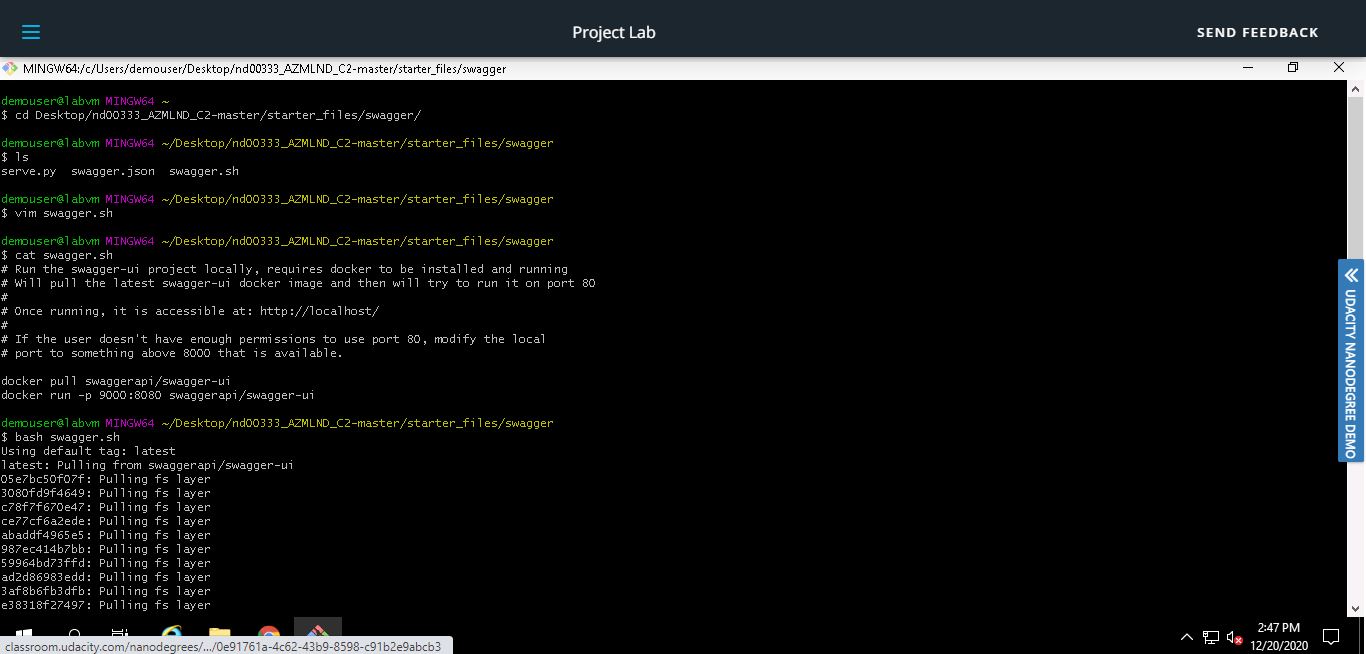 Project Lab
SEND FEEDBACK
MINGW64:/c/Users/demouser/Desktop/nd00333_AZMLND_C2-master/starter_files/swagger
demouser@labvm MINGW64 ~
$ cd Desktop/nd00333_AZMLND_C2-master/starter_files/swagger/
demouser@labvm MINGW64 ~/Desktop/nd00333_AZMLND_C2-master/starter_files/swagger
$ ls
serve.py  swagger.json  swagger.sh
demouser@labvm MINGW64 ~/Desktop/nd00333_AZMLND_C2-master/starter_files/swagger
$ vim swagger.sh
demouser@labvm MINGW64 ~/Desktop/nd00333_AZMLND_C2-master/starter_files/swagger
$ cat swagger.sh
# Run the swagger-ui project locally, requires docker to be installed and running
# Will pull the latest swagger-ui docker image and then will try to run it on port 80
#
# Once running, it is accessible at: http://localhost/
#
# If the user doesn't have enough permissions to use port 80, modify the local
# port to something above 8000 that is available.
docker pull swaggerapi/swagger-ui
docker run -p 9000:8080 swaggerapi/swagger-ui
demouser@labvm MINGW64 ~/Desktop/nd00333_AZMLND_C2-master/starter_files/swagger
$ bash swagger.sh
Using default tag: latest
latest: Pulling from swaggerapi/swagger-ui
05e7bc50f07f: Pulling fs layer
3080fd9f4649: Pulling fs layer
c78f7f670e47: Pulling fs layer
ce77cf6a2ede: Pulling fs layer
abaddf4965e5: Pulling fs layer
987ec414b7bb: Pulling fs layer
59964bd73ffd: Pulling fs layer
ad2d86983edd: Pulling fs layer
3af8b6fb3dfb: Pulling fs layer
e38318f27497: Pulling fs layer
UDACITY NANODEGREE DEMO
2:47 PM
12/20/2020
classroom.udacity.com/nanodegrees/.../0e91761a-4c62-43b9-8598-c91b2e9abcb3